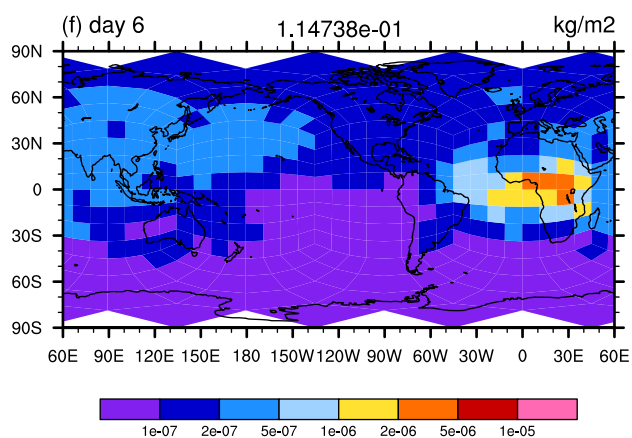 (f) day 6 1.14738e-01 kg/m2
90N
60N
30N
0
30S
60S
90S
60E 90E 120E 150E 180 150W 120W 90W 60W 30W 0 30E 60E
1e-07 2e-07 5e-07 1e-06 2e-06 5e-06 1e-05